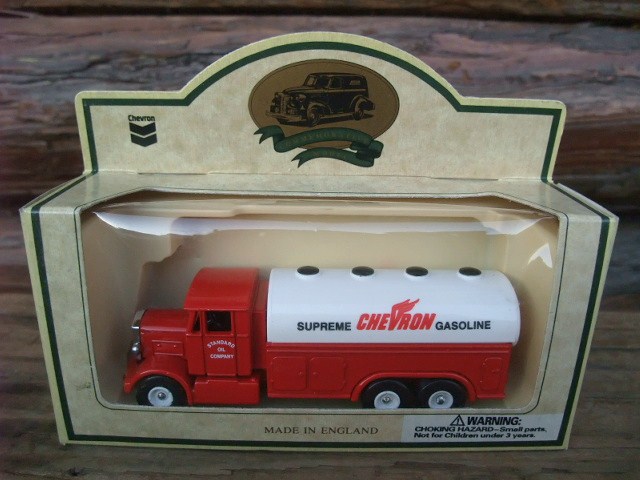 Chevron
SUPREME CHEVRON GASOLINE
STANDARD
OIL
COMPANY
MADE IN ENGLAND
WARNING:
CHOKING HAZARD–Small parts.
Not for Children under 3 years.